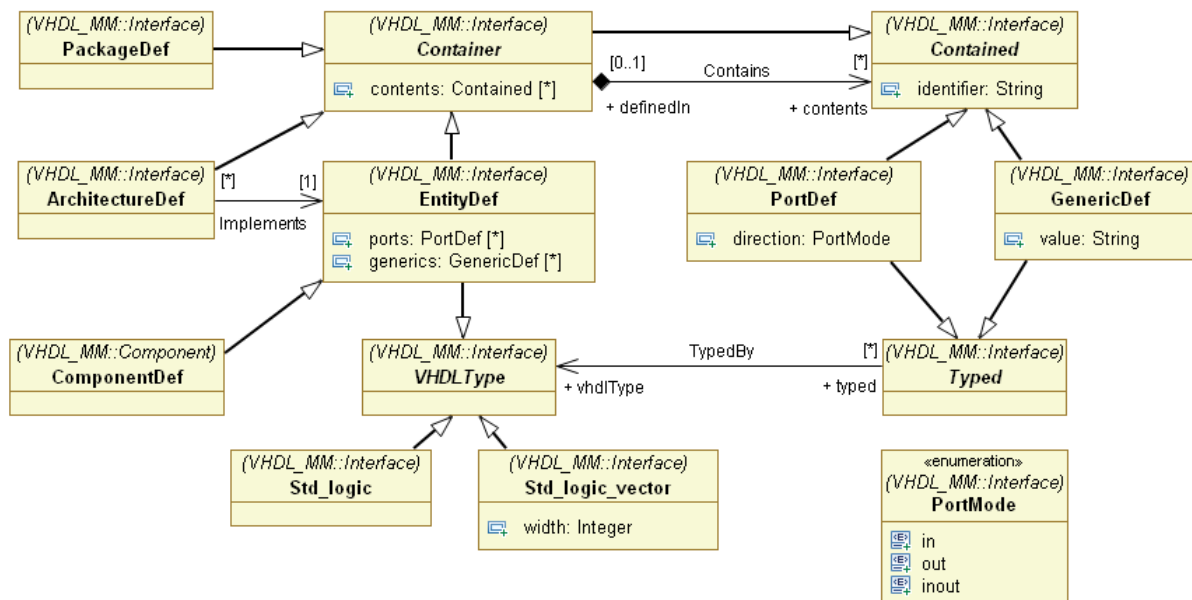 (VHDL_MM::Interface)
PackageDef
(VHDL_MM::Interface)
Container
contents: Contained [*]
(VHDL_MM::Interface)
Contained
identifier: String
[0..1]
Contains
[*]
+ definedIn
+ contents
(VHDL_MM::Interface)
ArchitectureDef
[*]
[1]
Implements
(VHDL_MM::Interface)
EntityDef
ports: PortDef [*]
generics: GenericDef [*]
(VHDL_MM::Interface)
PortDef
direction: PortMode
(VHDL_MM::Interface)
GenericDef
value: String
(VHDL_MM::Component)
ComponentDef
(VHDL_MM::Interface)
VHDLType
TypedBy
[*]
+ vhdlType
+ typed
(VHDL_MM::Interface)
Typed
(VHDL_MM::Interface)
Std_logic
(VHDL_MM::Interface)
Std_logic_vector
width: Integer
«enumeration»
(VHDL_MM::Interface)
PortMode
in
out
inout